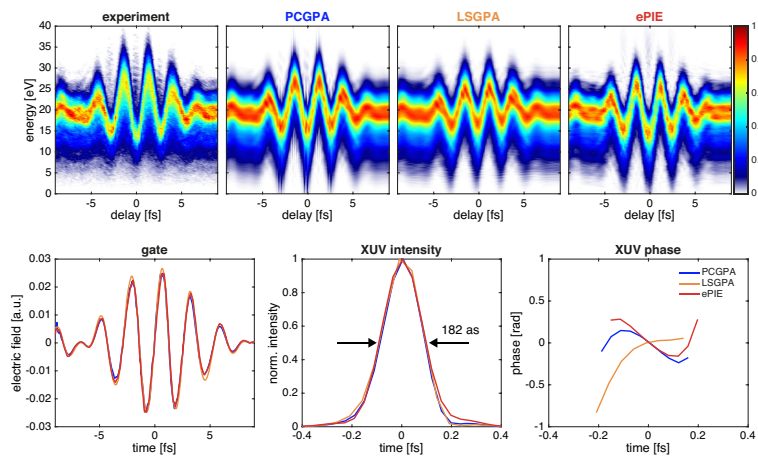 experiment PCGPA LSGPA ePIE
energy [eV]
40
35
30
25
20
15
10
5
0
-5 0 5
-5 0 5
-5 0 5
-5 0 5
delay [fs] delay [fs] delay [fs] delay [fs]
1
0
gate XUV intensity XUV phase
electric field [a.u.]
0.03
0.02
0.01
0
-0.01
-0.02
-0.03
-5 0 5
time [fs]
norm. intensity
1
0.8
0.6
0.4
0.2
0
182 as
-0.4 -0.2 0 0.2 0.4
time [fs]
phase [rad]
1
0.5
0
-0.5
-1
PCGPA
LSGPA
ePIE
-0.4 -0.2 0 0.2 0.4
time [fs]